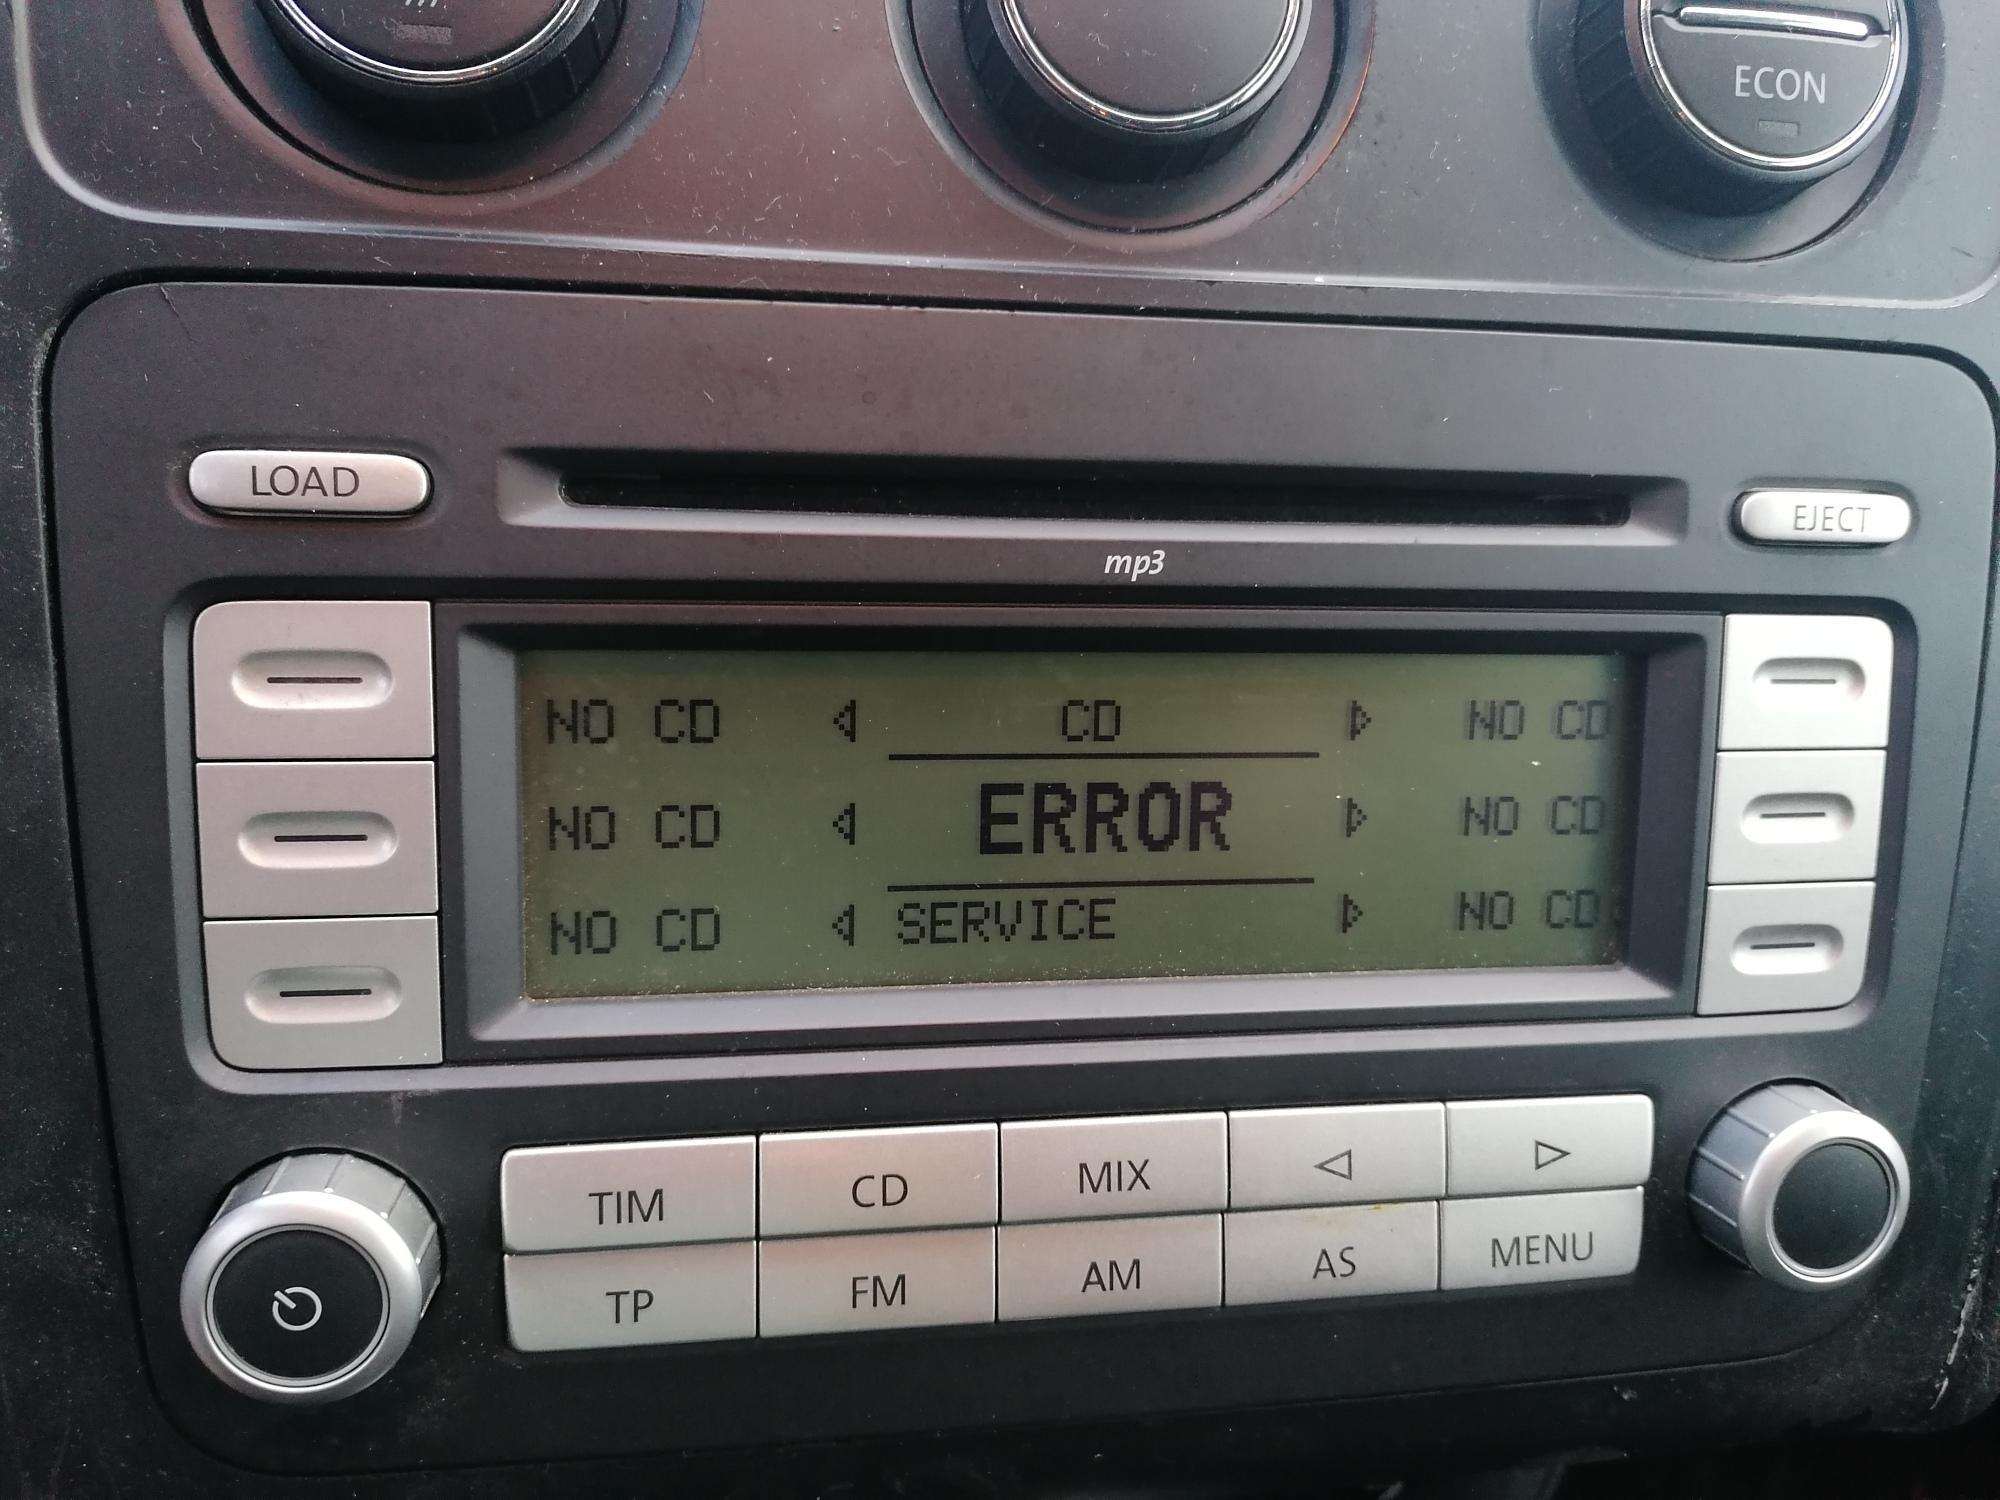 ECON
LOAD
EJECT
mp3
NO CD CD NO CD
NO CD ERROR NO CD
NO CD SERVICE NO CD
TIM CD MIX
TP FM AM AS MENU